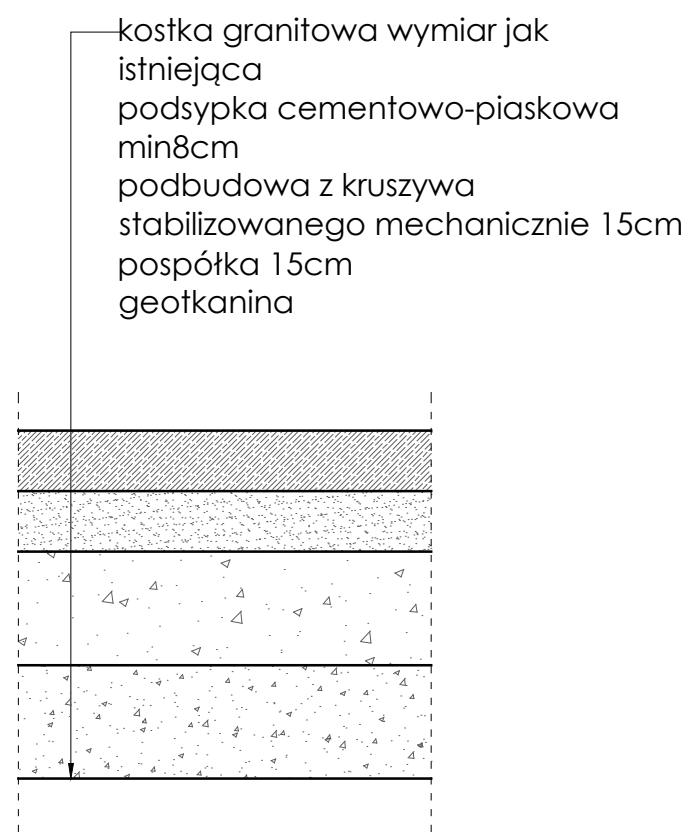 kostka granitowa wymiar jak
istniejąca
podsypka cementowo-piaskowa
min8cm
podbudowa z kruszywa
stabilizowanego mechanicznie 15cm
pospółka 15cm
geotkanina